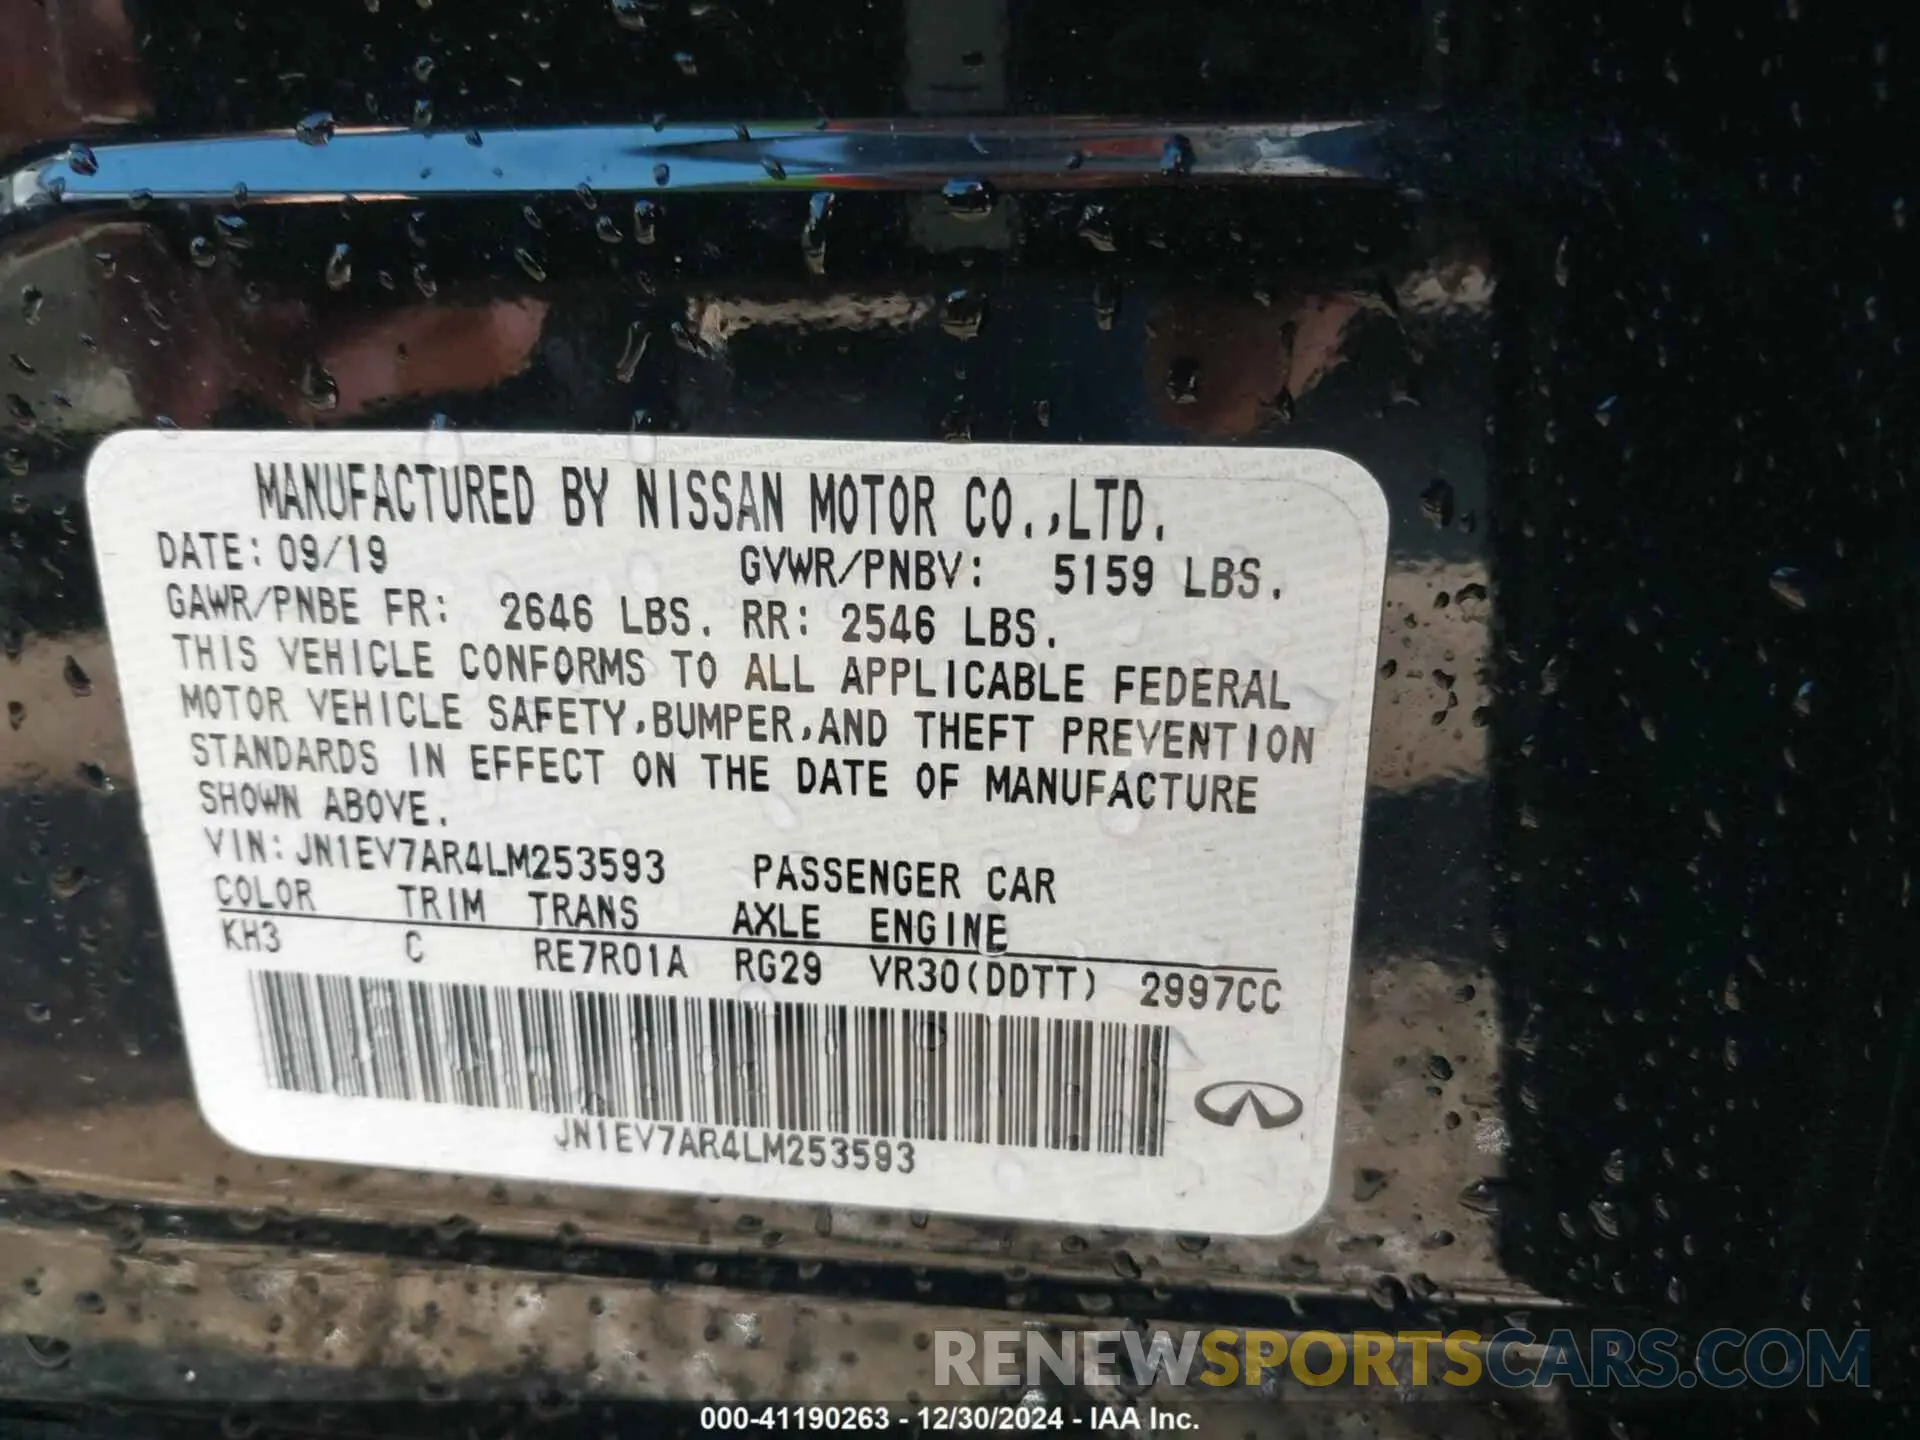 MANUFACTURED BY NISSAN MOTOR CO.,LTD.
DATE: 09/19 GVWR/PNBV: 5159 LBS.
GAWR/PNBE FR: 2646 LBS. RR: 2546 LBS.
THIS VEHICLE CONFORMS TO ALL APPLICABLE FEDERAL
MOTOR VEHICLE SAFETY,BUMPER,AND THEFT PREVENTION
STANDARDS IN EFFECT ON THE DATE OF MANUFACTURE
SHOWN ABOVE.
VIN: JN1EV7AR4LM253593 PASSENGER CAR
COLOR TRIM TRANS AXLE ENGINE
KH3 C RE7R01A RG29 VR30(DDTT) 2997CC
JN1EV7AR4LM253593
RENEWSPORTSCARS.COM
000-41190263 - 12/30/2024 - IAA Inc.